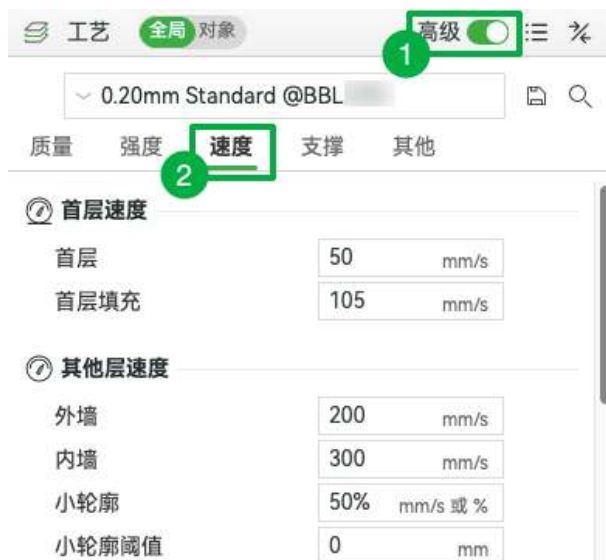 工艺 全局 对象 高级
1
0.20mm Standard @BBL
质量 强度 速度 支撑 其他
2
首层速度
首层 50 mm/s
首层填充 105 mm/s
其他层速度
外墙 200 mm/s
内墙 300 mm/s
小轮廓 50% mm/s 或 %
小轮廓阈值 0 mm